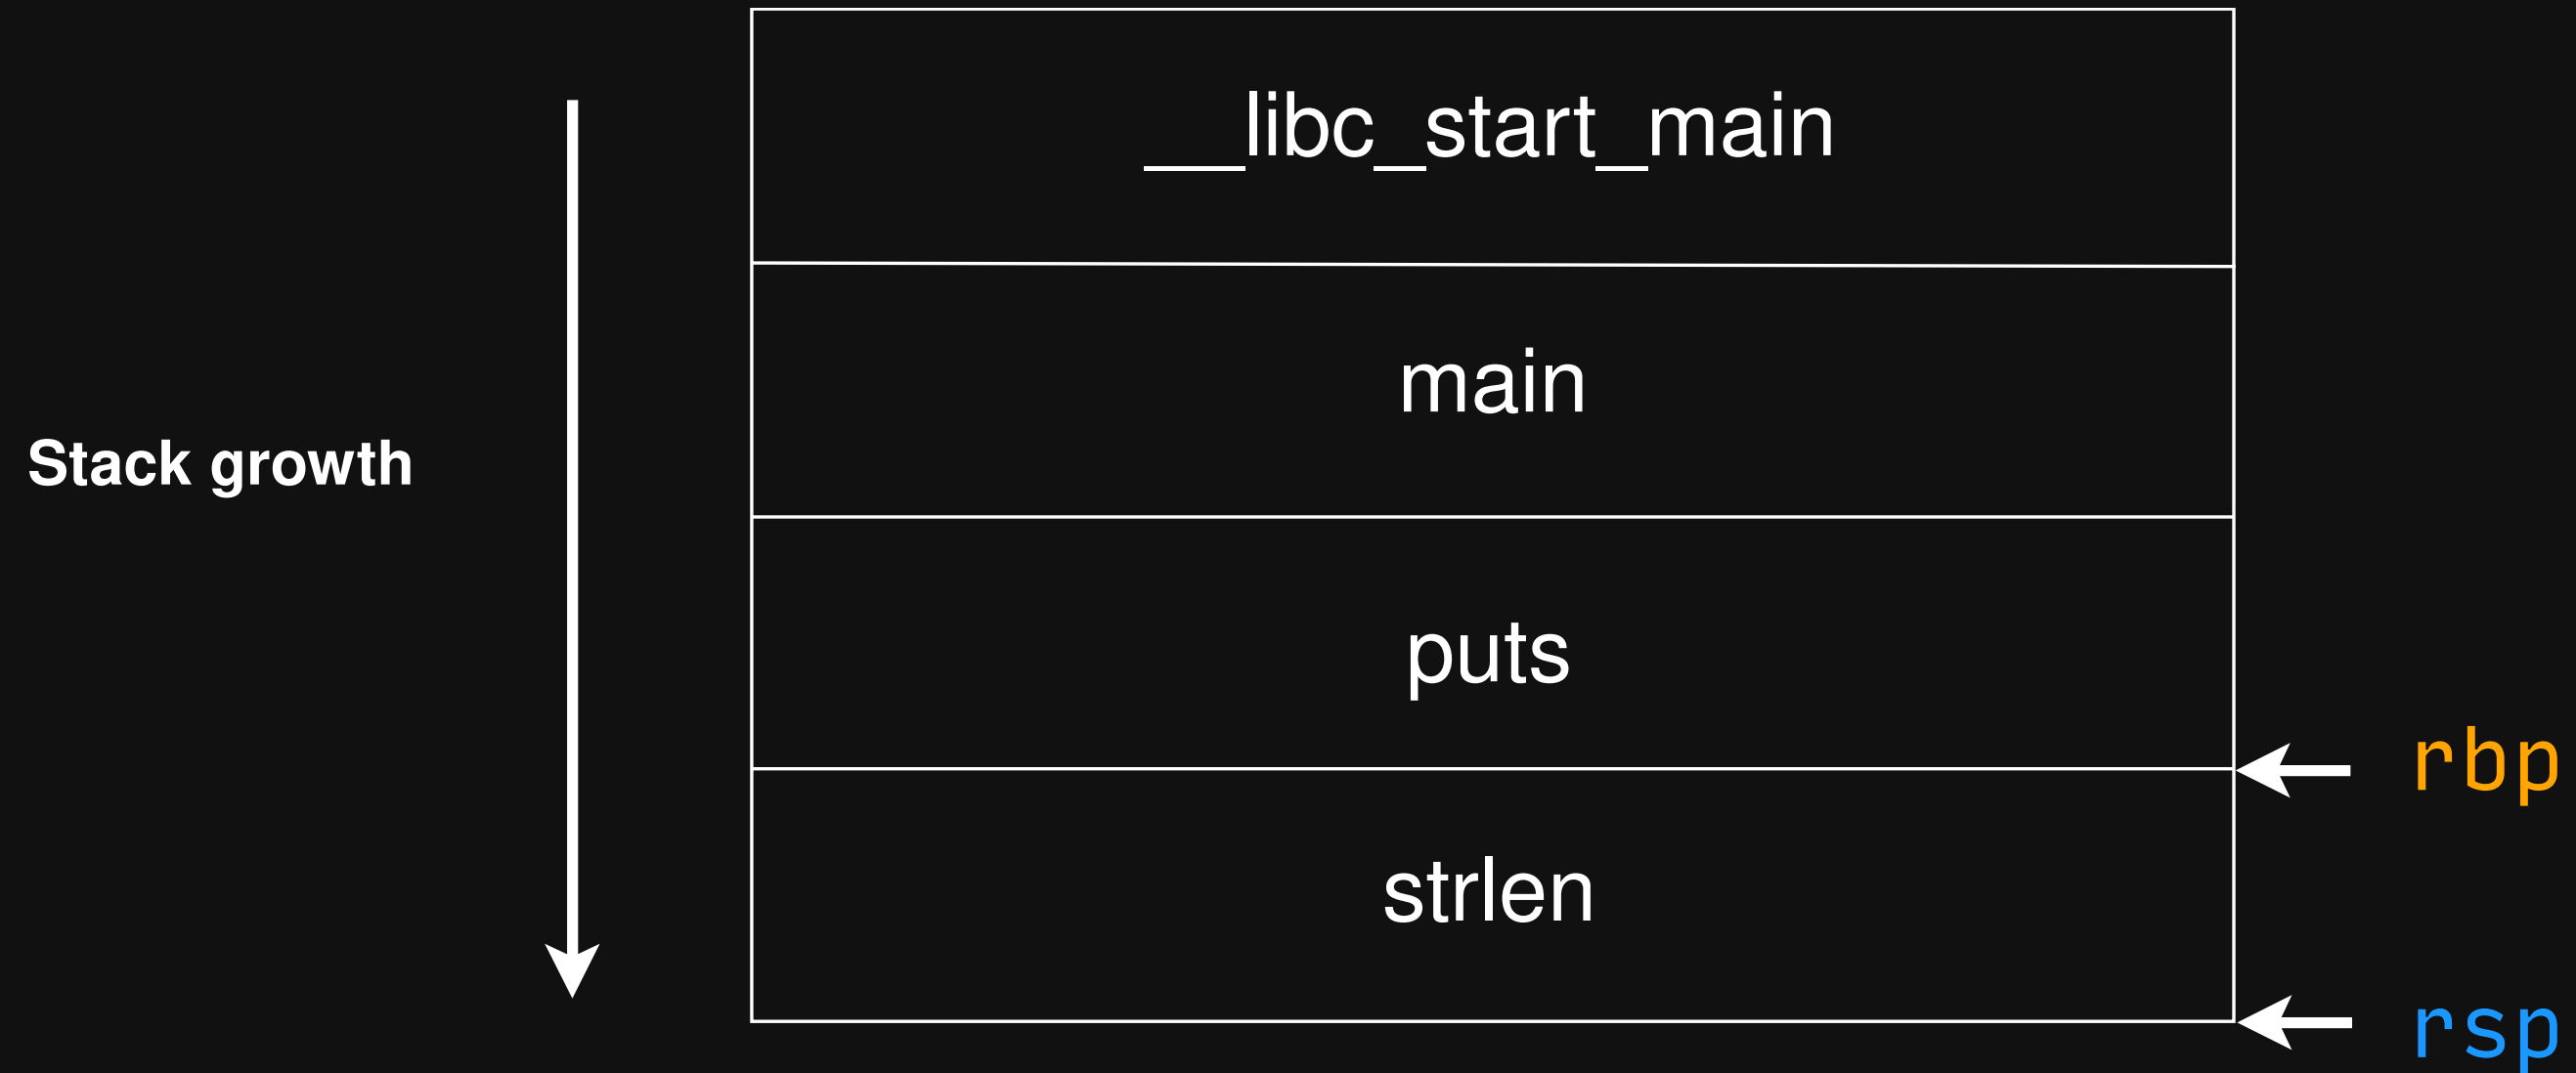 __libc_start_main
main
Stack growth
puts
rbp
strlen
rsp